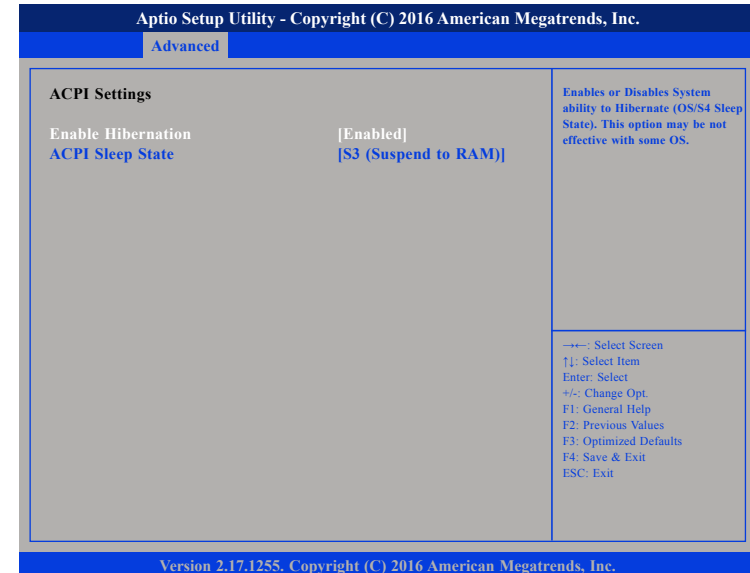 Aptio Setup Utility - Copyright (C) 2016 American Megatrends, Inc.
Advanced
ACPI Settings
Enable Hibernation [Enabled]
ACPI Sleep State [S3 (Suspend to RAM)]
Enables or Disables System
ability to Hibernate (OS/S4 Sleep
State). This option may be not
effective with some OS.
→←: Select Screen
↑↓: Select Item
Enter: Select
+/-: Change Opt.
F1: General Help
F2: Previous Values
F3: Optimized Defaults
F4: Save & Exit
ESC: Exit
Version 2.17.1255. Copyright (C) 2016 American Megatrends, Inc.